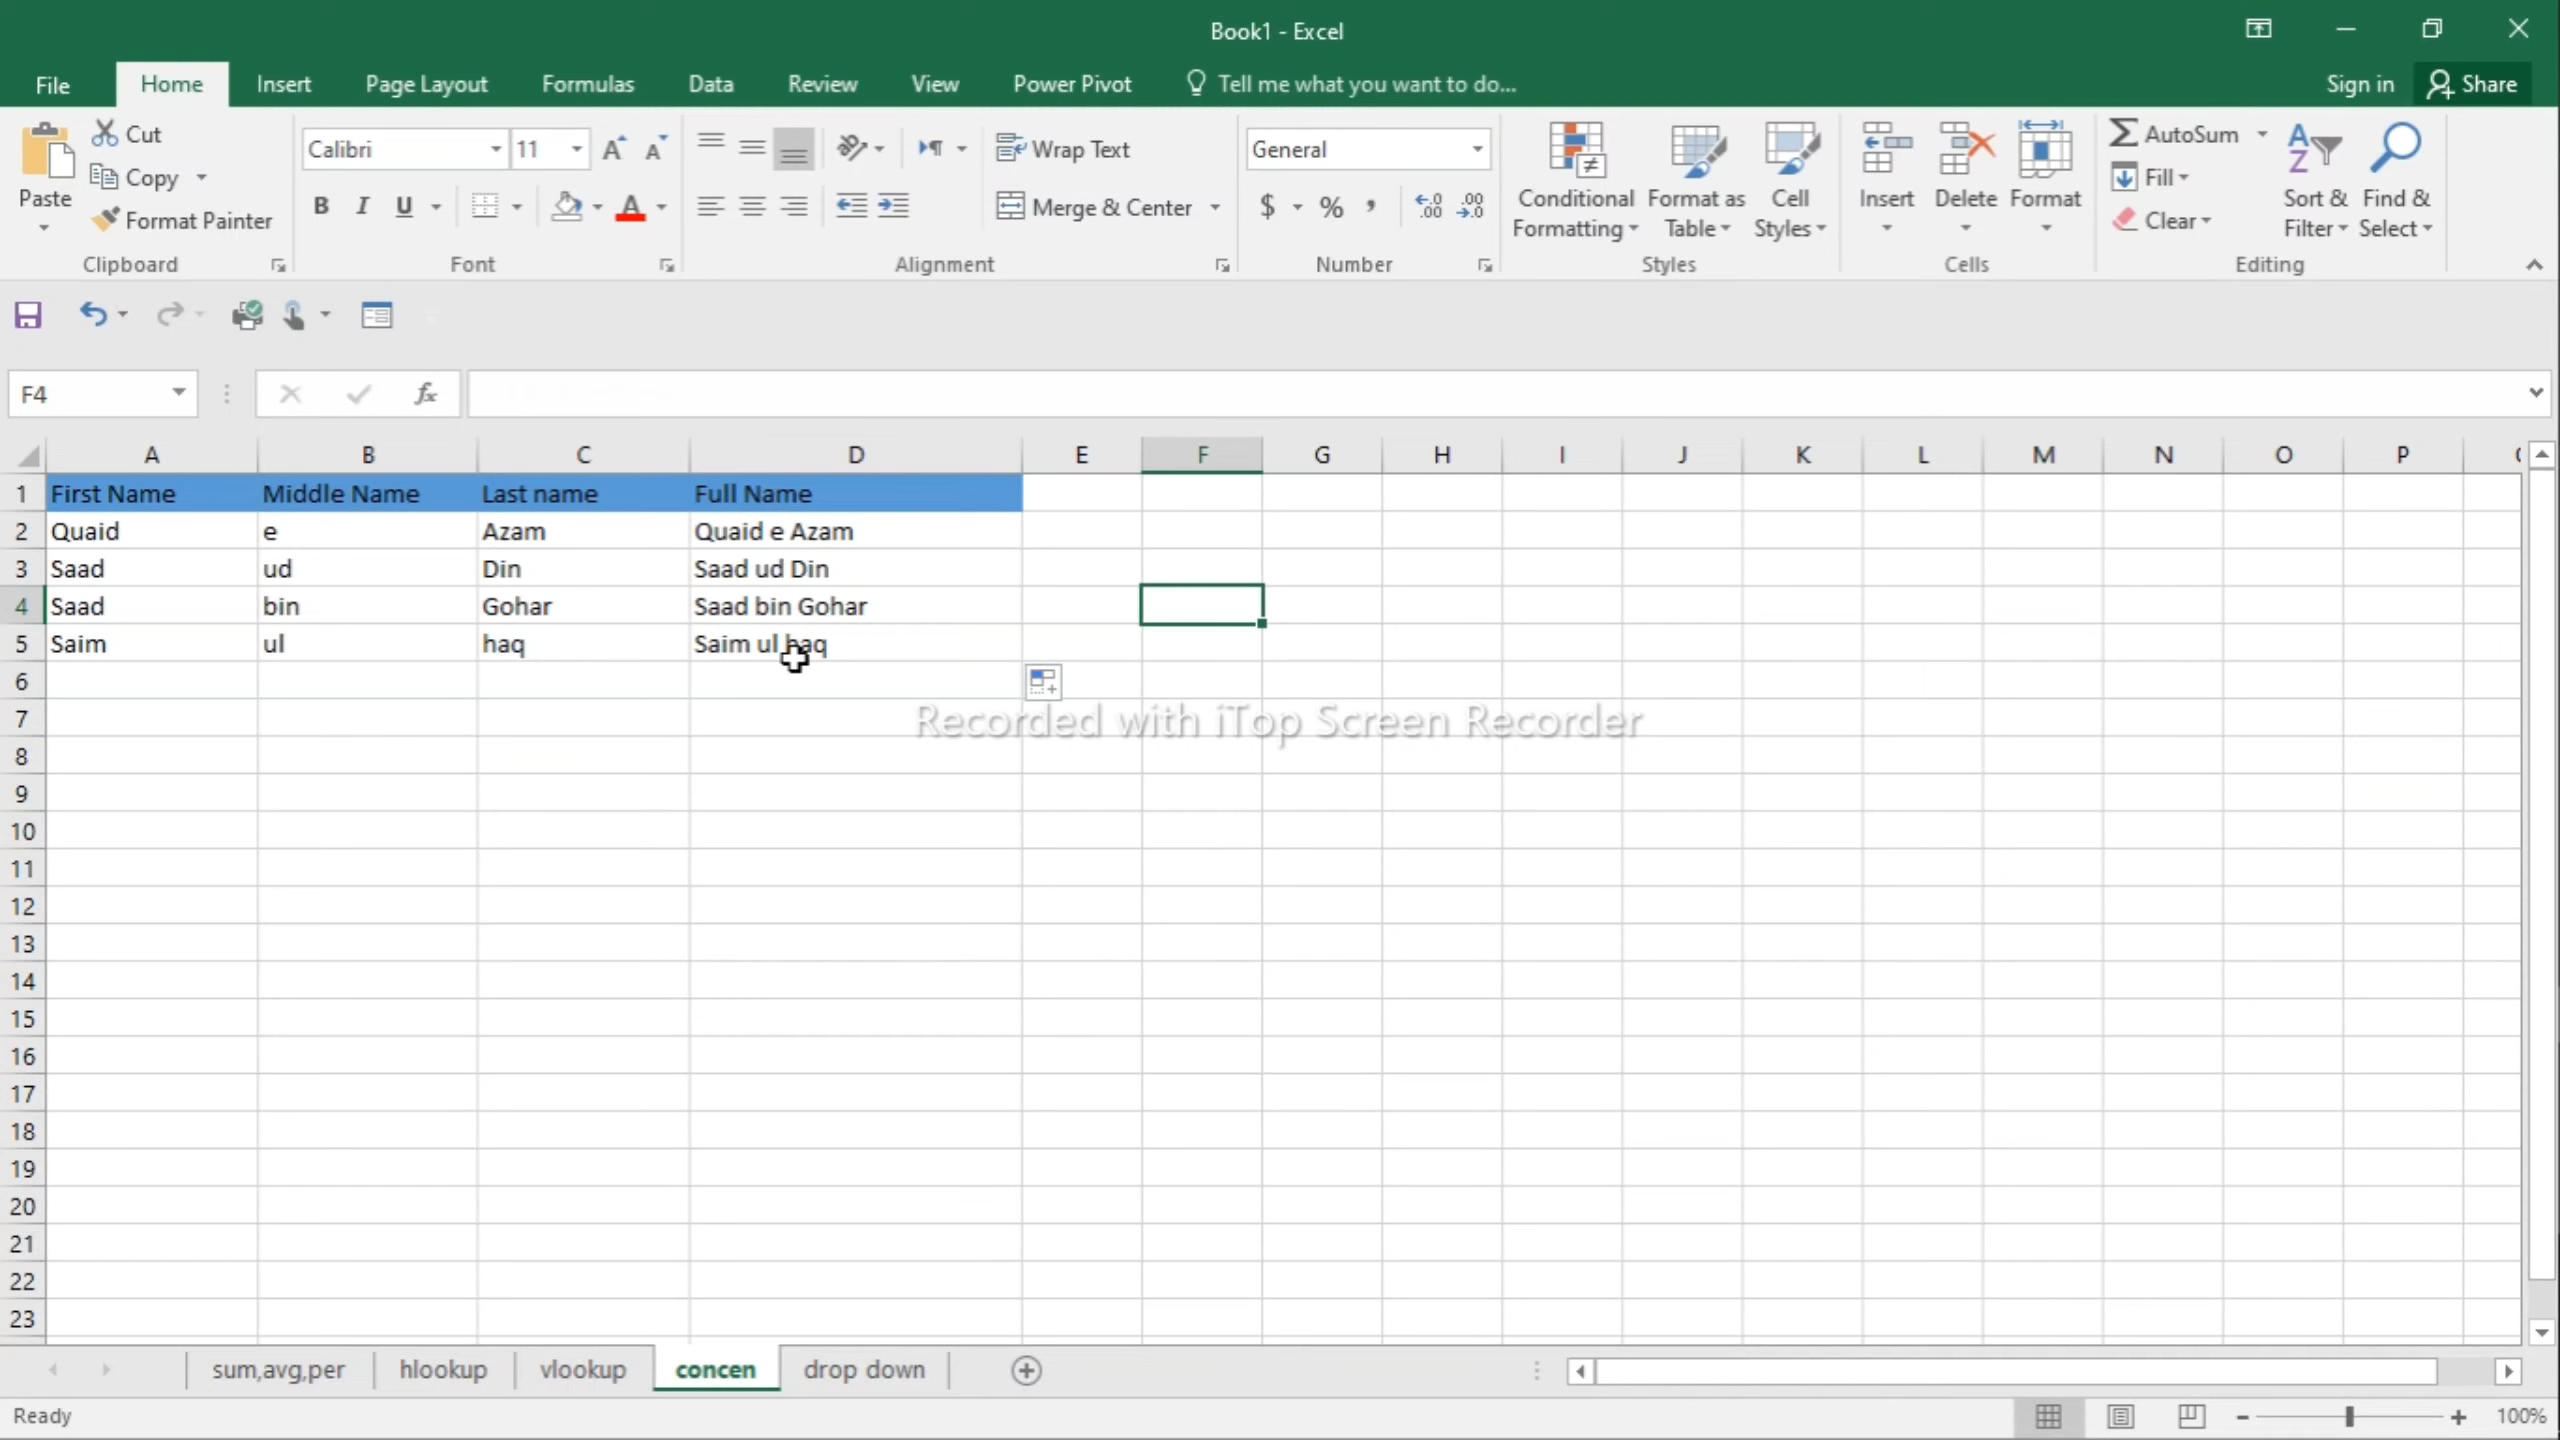 Book1 - Excel
File Home Insert Page Layout Formulas Data Review View Power Pivot Tell me what you want to do... Sign in Share
Paste Cut Copy Format Painter Clipboard
Calibri 11 B I U A Font
Wrap Text Merge & Center Alignment
General $ % , Number
Conditional Formatting Format as Table Cell Styles Styles
Insert Delete Format Cells
AutoSum Fill Clear Sort & Filter Find & Select Editing
F4 fx
A B C D E F G H I J K L M N O P
1 First Name Middle Name Last name Full Name
2 Quaid e Azam Quaid e Azam
3 Saad ud Din Saad ud Din
4 Saad bin Gohar Saad bin Gohar
5 Saim ul haq Saim ul haq
6
7 Recorded with iTop Screen Recorder
8
9
10
11
12
13
14
15
16
17
18
19
20
21
22
23
sum,avg,per hlookup vlookup concen drop down
Ready 100%